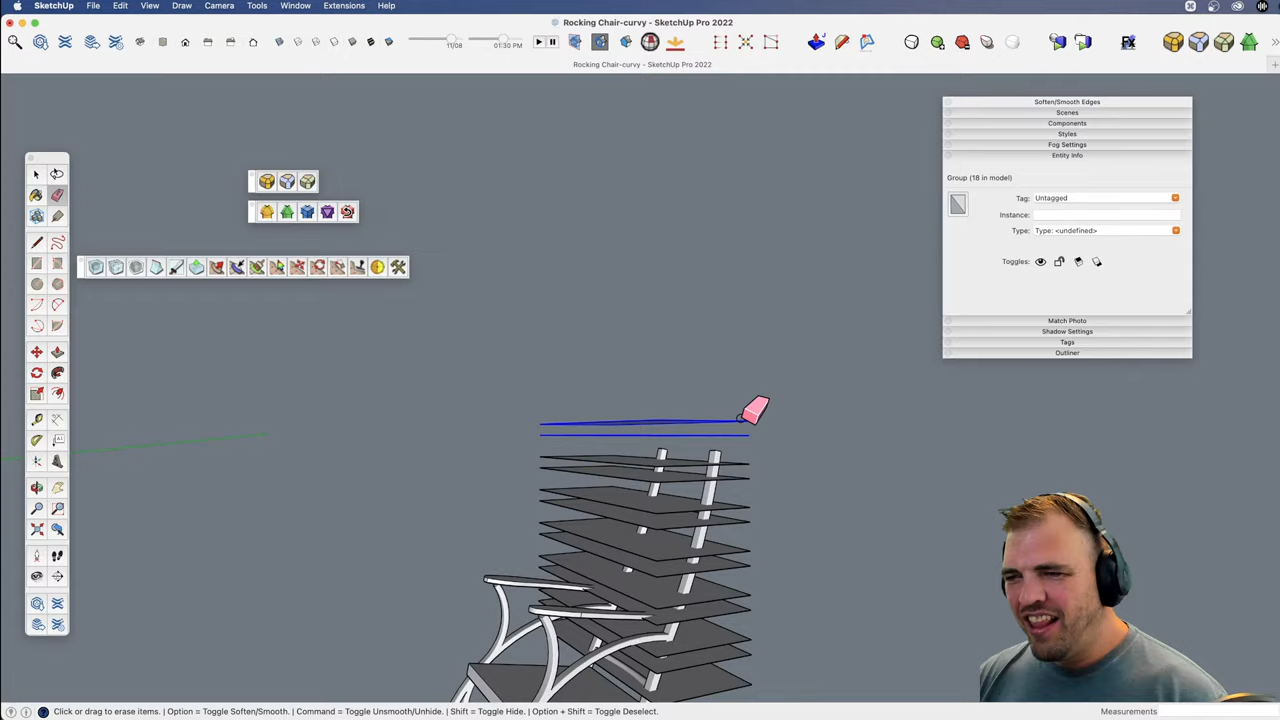 SketchUp File Edit View Draw Camera Tools Window Extensions Help
Rocking Chair-curvy - SketchUp Pro 2022
11/08 01:30 PM
Rocking Chair-curvy - SketchUp Pro 2022
Soften/Smooth Edges
Scenes
Components
Styles
Fog Settings
Entity Info
Group (18 in model)
Tag: Untagged
Instance:
Type: Type: <undefined>
Toggles:
Match Photo
Shadow Settings
Tags
Outliner
Click or drag to erase items. | Option = Toggle Soften/Smooth. | Command = Toggle Unsmooth/Unhide. | Shift = Toggle Hide. | Option + Shift = Toggle Deselect.
Measurements